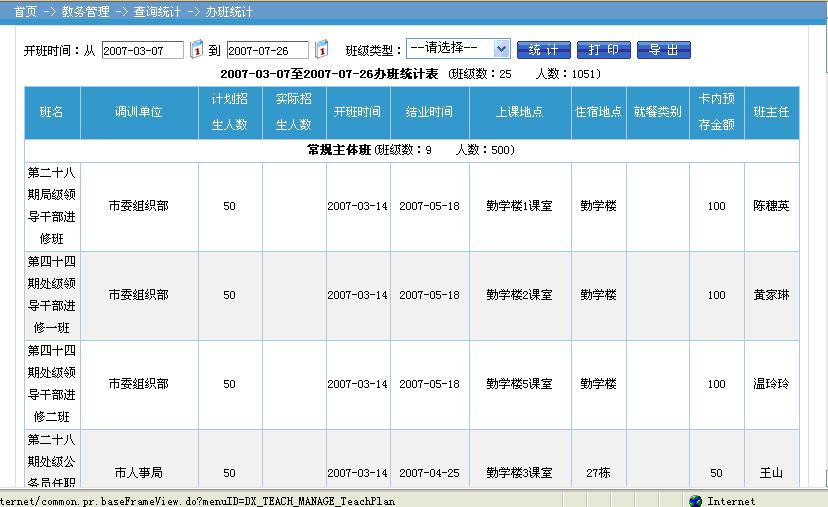 首页 -> 教务管理 -> 查询统计 -> 办班统计
开班时间：从 2007-03-07 到 2007-07-26 班级类型： --请选择-- 统 计 打 印 导 出
2007-03-07至2007-07-26办班统计表 (班级数：25 人数：1051)
班名 调训单位 计划招生人数 实际招生人数 开班时间 结业时间 上课地点 住宿地点 就餐类别 卡内预存金额 班主任
常规主体班(班级数：9 人数：500)
第二十八期局级领导干部进修班 市委组织部 50 2007-03-14 2007-05-18 勤学楼1课室 勤学楼 100 陈穗英
第四十四期处级领导干部进修一班 市委组织部 50 2007-03-14 2007-05-18 勤学楼2课室 勤学楼 100 黄家琳
第四十四期处级领导干部进修二班 市委组织部 50 2007-03-14 2007-05-18 勤学楼5课室 勤学楼 100 温玲玲
第二十八期处级公务员任职 市人事局 50 2007-03-14 2007-04-25 勤学楼3课室 27栋 50 王山
ternet/common.pr.baseFrameView.do?menuID=DX_TEACH_MANAGE_TeachPlan Internet